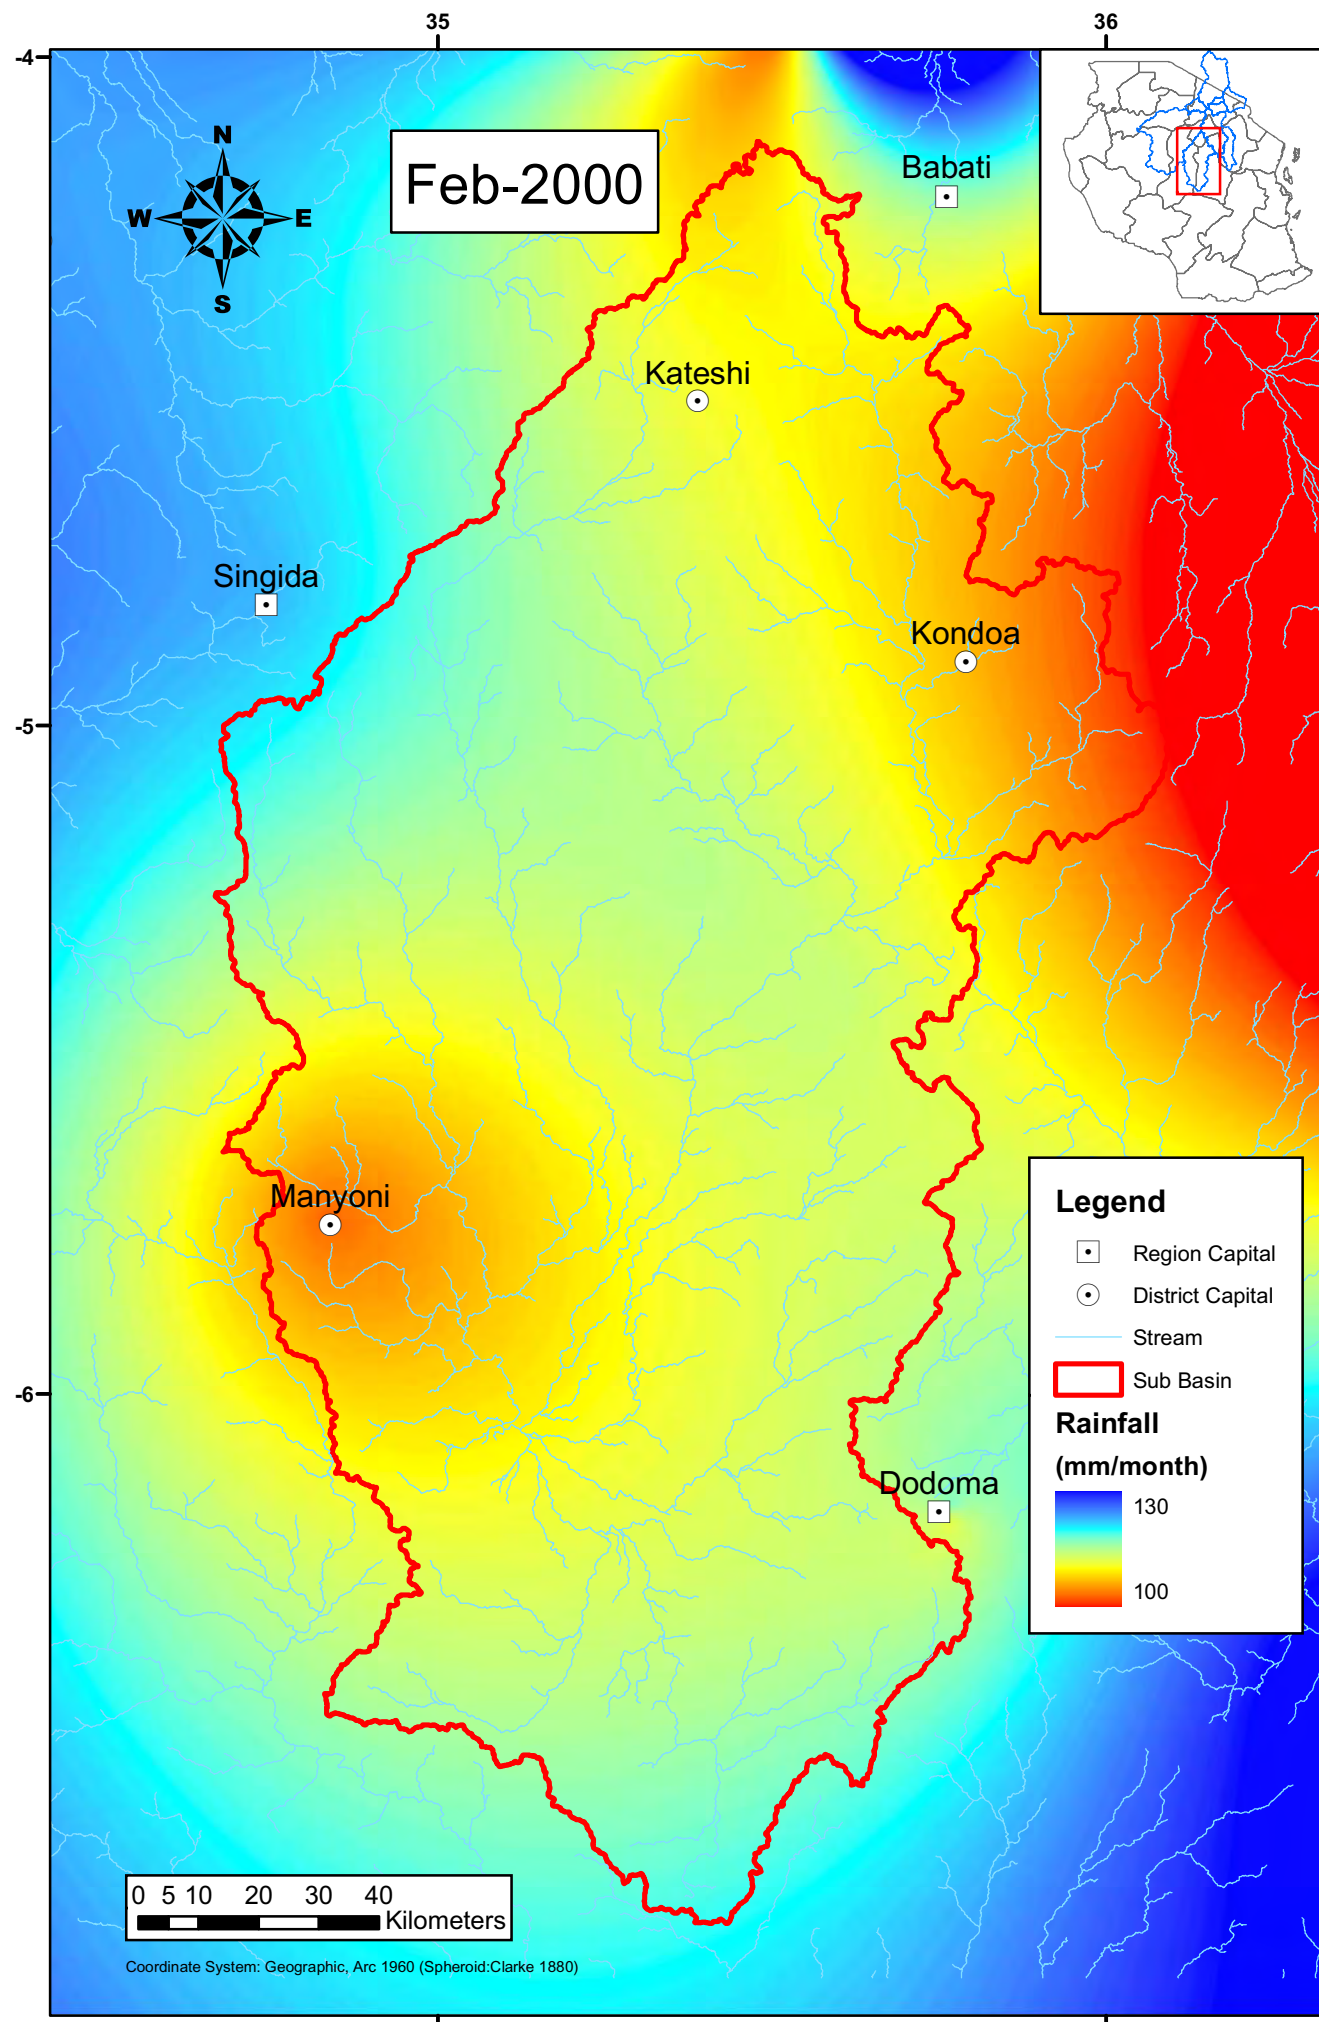 35
36
-4
N
W
E
S
Feb-2000
Babati
Kateshi
Singida
Kondoa
-5
Manyoni
Legend
Region Capital
District Capital
Stream
Sub Basin
-6
Rainfall
(mm/month)
130
100
Dodoma
0 5 10 20 30 40
Kilometers
Coordinate System: Geographic, Arc 1960 (Spheroid:Clarke 1880)